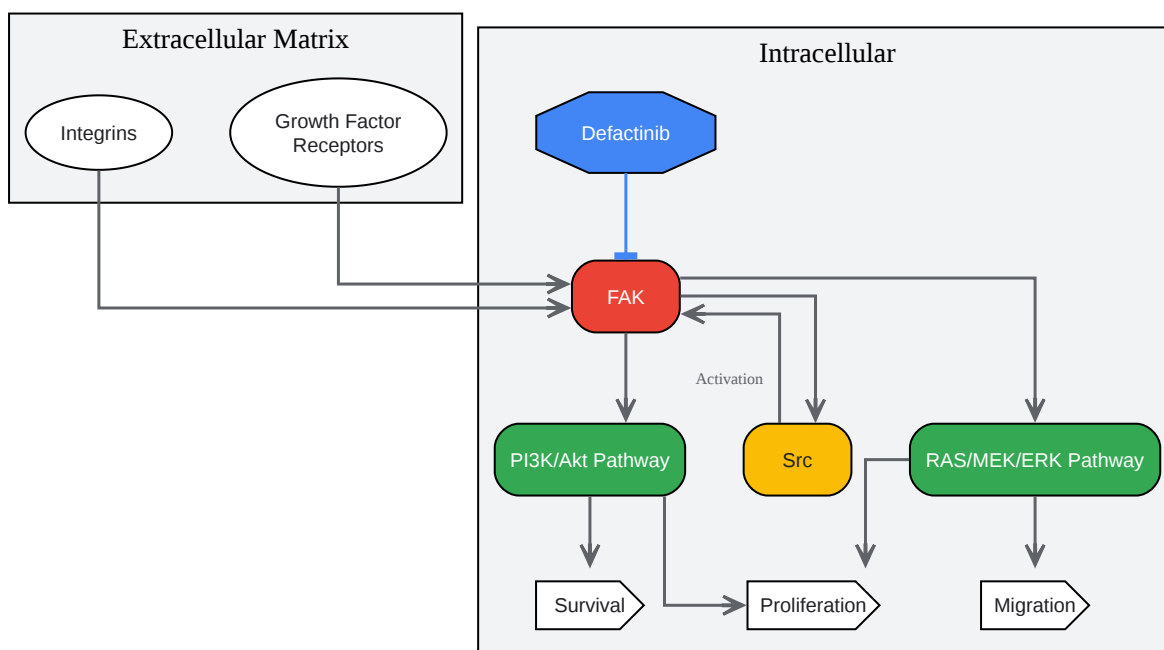 Extracellular Matrix
Integrins
Growth Factor
Receptors
Intracellular
Defactinib
FAK
Activation
PI3K/Akt Pathway
Src
RAS/MEK/ERK Pathway
Survival
Proliferation
Migration